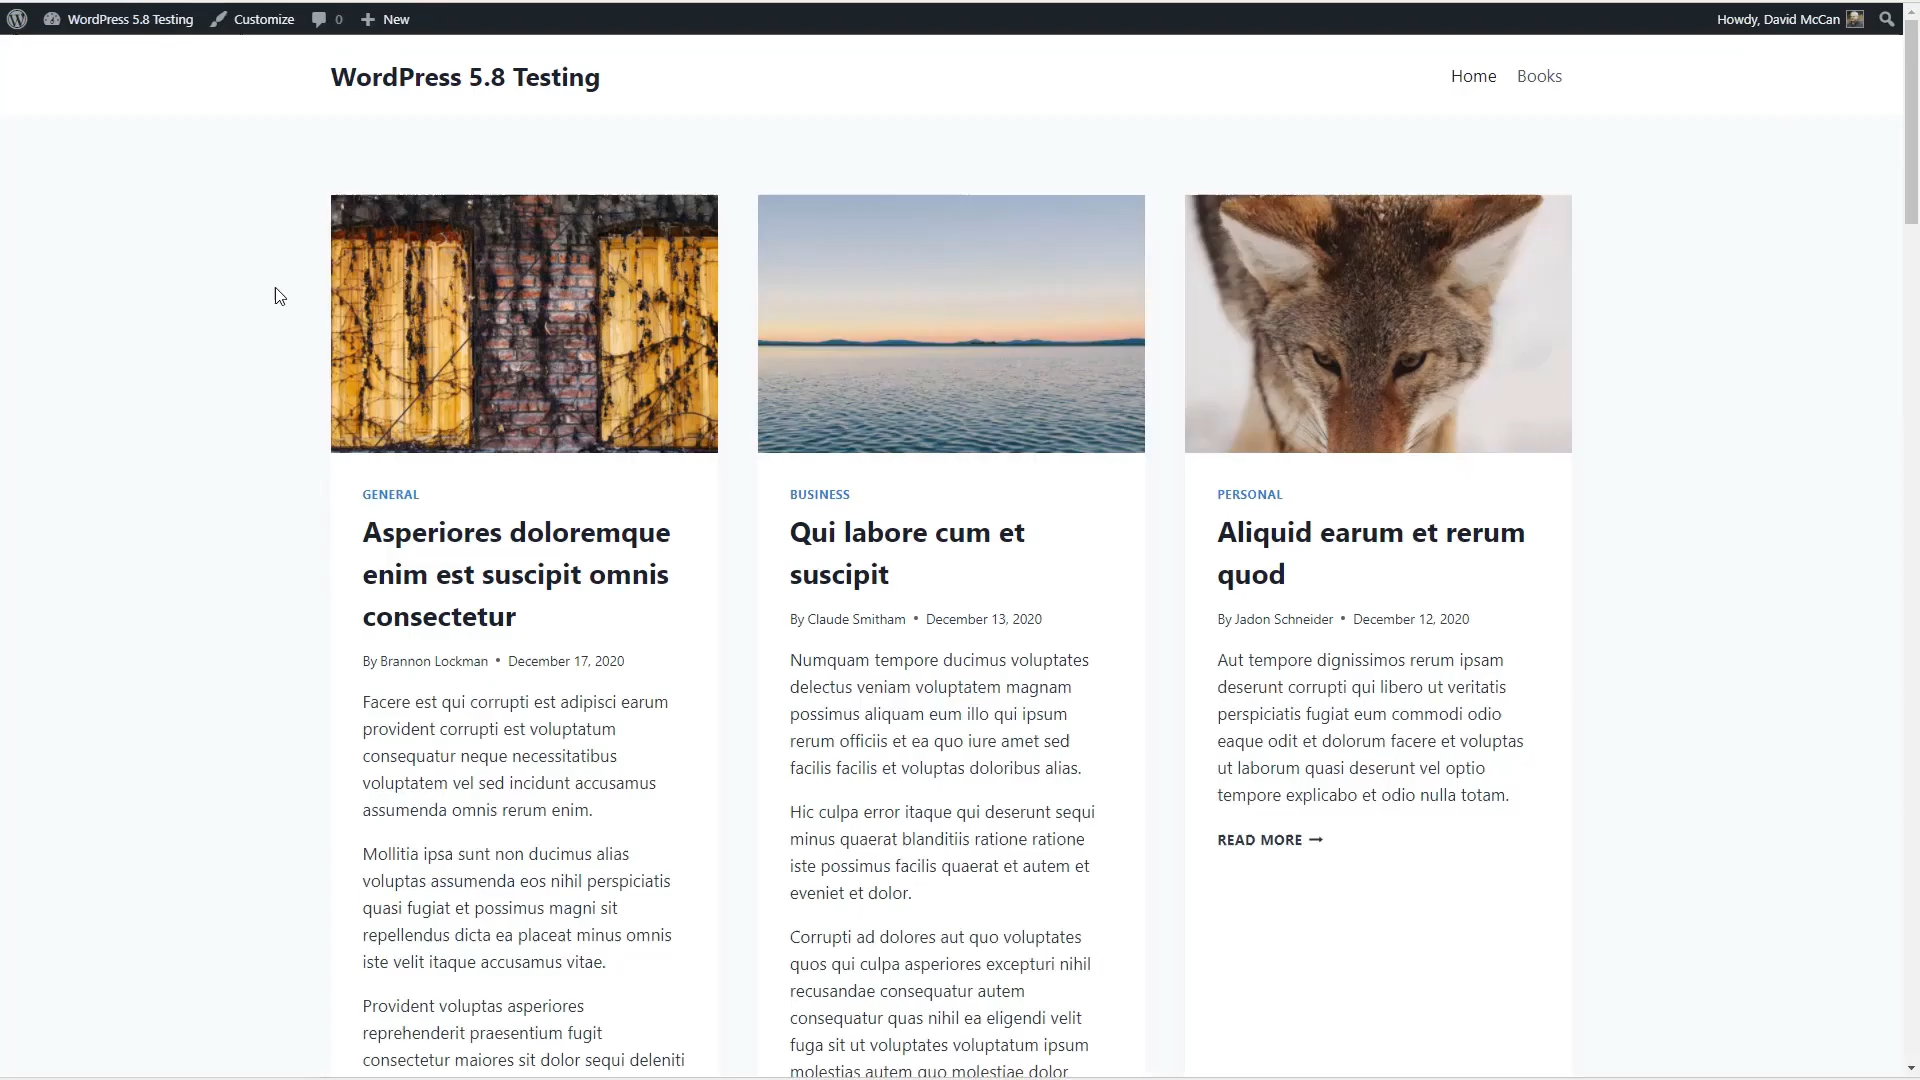 WordPress 5.8 Testing Customize 0 New Howdy, David McCan
WordPress 5.8 Testing
Home Books
GENERAL
Asperiores doloremque
enim est suscipit omnis
consectetur
By Brannon Lockman • December 17, 2020
Facere est qui corrupti est adipisci earum
provident corrupti est voluptatum
consequatur neque necessitatibus
voluptatem vel sed incidunt accusamus
assumenda omnis rerum enim.
Mollitia ipsa sunt non ducimus alias
voluptas assumenda eos nihil perspiciatis
quasi fugiat et possimus magni sit
repellendus dicta ea placeat minus omnis
iste velit itaque accusamus vitae.
Provident voluptas asperiores
reprehenderit praesentium fugit
consectetur maiores sit dolor sequi deleniti
BUSINESS
Qui labore cum et
suscipit
By Claude Smitham • December 13, 2020
Numquam tempore ducimus voluptates
delectus veniam voluptatem magnam
possimus aliquam eum illo qui ipsum
rerum officiis et ea quo iure amet sed
facilis facilis et voluptas doloribus alias.
Hic culpa error itaque qui deserunt sequi
minus quaerat blanditiis ratione ratione
iste possimus facilis quaerat et autem et
eveniet et dolor.
Corrupti ad dolores aut quo voluptates
quos qui culpa asperiores excepturi nihil
recusandae consequatur autem
consequatur quas nihil ea eligendi velit
fuga sit ut voluptates voluptatum ipsum
molestias autem quo molestiae dolor
PERSONAL
Aliquid earum et rerum
quod
By Jadon Schneider • December 12, 2020
Aut tempore dignissimos rerum ipsam
deserunt corrupti qui libero ut veritatis
perspiciatis fugiat eum commodi odio
eaque odit et dolorum facere et voluptas
ut laborum quasi deserunt vel optio
tempore explicabo et odio nulla totam.
READ MORE →